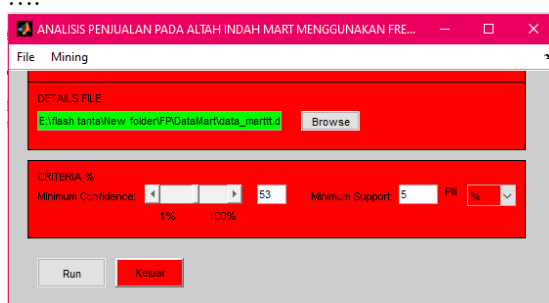 ....
ANALISIS PENJUALAN PADA ALTAH INDAH MART MENGGUNAKAN FRE...
File Mining
DETAILS FILE
E:\flash tanta\New folder\FP\DataMart\data_marttt.d Browse
CRITERIA %
Minimum Confidence: 53 Minimum Support: 5 Pili %
1% 100%
Run Keluar